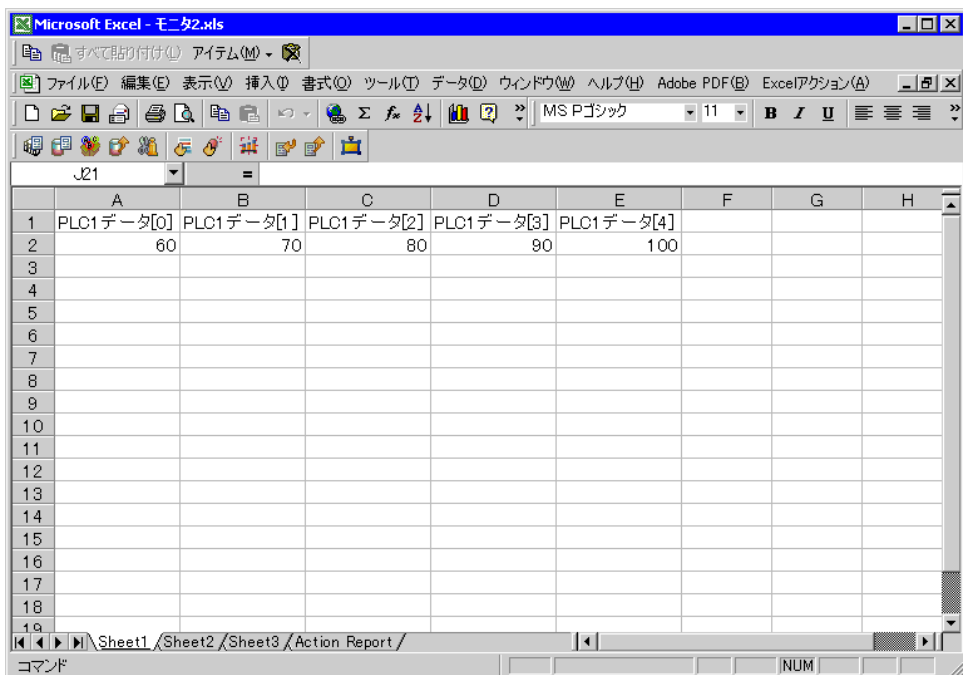 Microsoft Excel - モニタ2.xls
すべて貼り付け(L) アイテム(M)
ファイル(F) 編集(E) 表示(V) 挿入(I) 書式(O) ツール(T) データ(D) ウィンドウ(W) ヘルプ(H) Adobe PDF(B) Excelアクション(A)
MS Pゴシック 11 B I U
J21 =
A B C D E F G H
1 PLC1データ[0] PLC1データ[1] PLC1データ[2] PLC1データ[3] PLC1データ[4]
2 60 70 80 90 100
3
4
5
6
7
8
9
10
11
12
13
14
15
16
17
18
19
Sheet1 Sheet2 Sheet3 Action Report
コマンド NUM